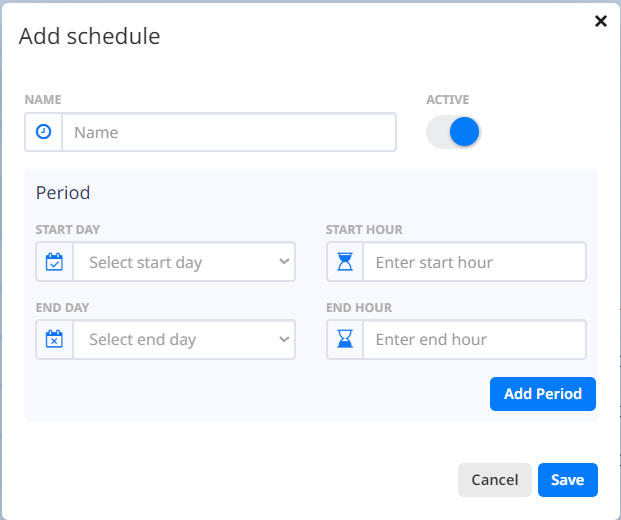 Add schedule
NAME
ACTIVE
Name
Period
START DAY
START HOUR
Select start day
Enter start hour
END DAY
END HOUR
Select end day
Enter end hour
Add Period
Cancel
Save